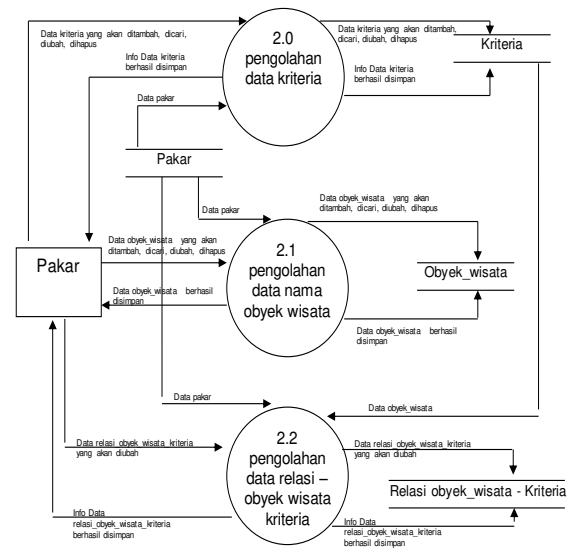 Data kriteria yang akan ditambah, dicari,
diubah, dihapus
2.0
pengolahan
data kriteria
Data kriteria yang akan ditambah,
dicari, diubah, dihapus
Kriteria
Info Data kriteria
berhasil disimpan
Info Data kriteria
berhasil disimpan
Data pakar
Pakar
Data pakar
Data obyek_wisata yang akan
ditambah, dicari, diubah, dihapus
2.1
pengolahan
data nama
obyek wisata
Pakar
Data obyek_wisata yang akan
ditambah, dicari, diubah, dihapus
Obyek_wisata
Data obyek_wisata berhasil
disimpan
Data obyek_wisata berhasil
disimpan
Data pakar
Data obyek_wisata
2.2
pengolahan
data relasi –
obyek wisata
kriteria
Data relasi_obyek_wisata_kriteria
yang akan diubah
Data relasi_obyek_wisata_kriteria
yang akan diubah
Relasi obyek_wisata - Kriteria
Info Data
relasi_obyek_wisata_kriteria
berhasil disimpan
Info Data
relasi_obyek_wisata_kriteria
berhasil disimpan